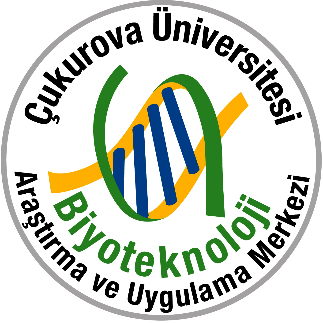 Çukurova Üniversitesi
Biyoteknoloji
Araştırma ve Uygulama Merkezi